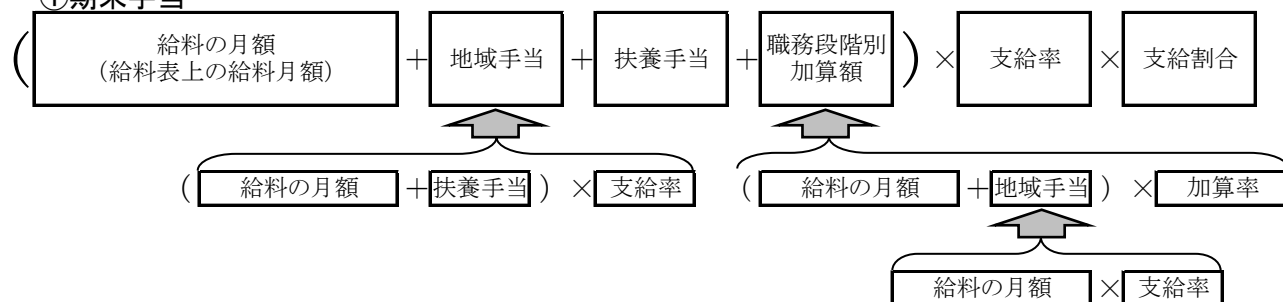 ①期末手当
( 給料の月額 + 地域手当 + 扶養手当 + 職務段階別 ) × 支給率 × 支給割合
(給料表上の給料月額) 加算額
( 給料の月額 +扶養手当 ) × 支給率 ( 給料の月額 +地域手当 ) × 加算率
給料の月額 × 支給率